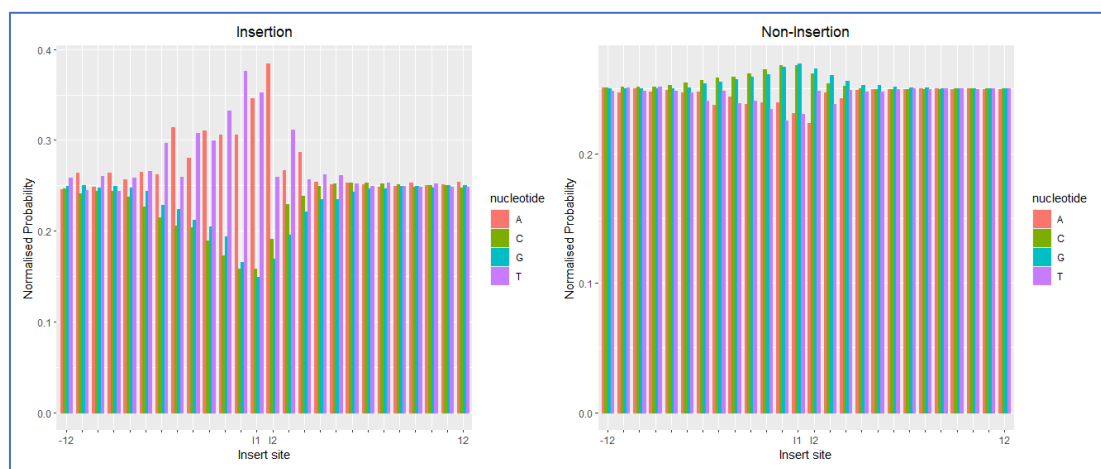 Insertion
Normalised Probability
0.4
0.3
0.2
0.1
0.0
-12
I1
I2
12
Insert site
nucleotide
A
C
G
T
Non-Insertion
Normalised Probability
0.2
0.1
0.0
-12
I1
I2
12
Insert site
nucleotide
A
C
G
T